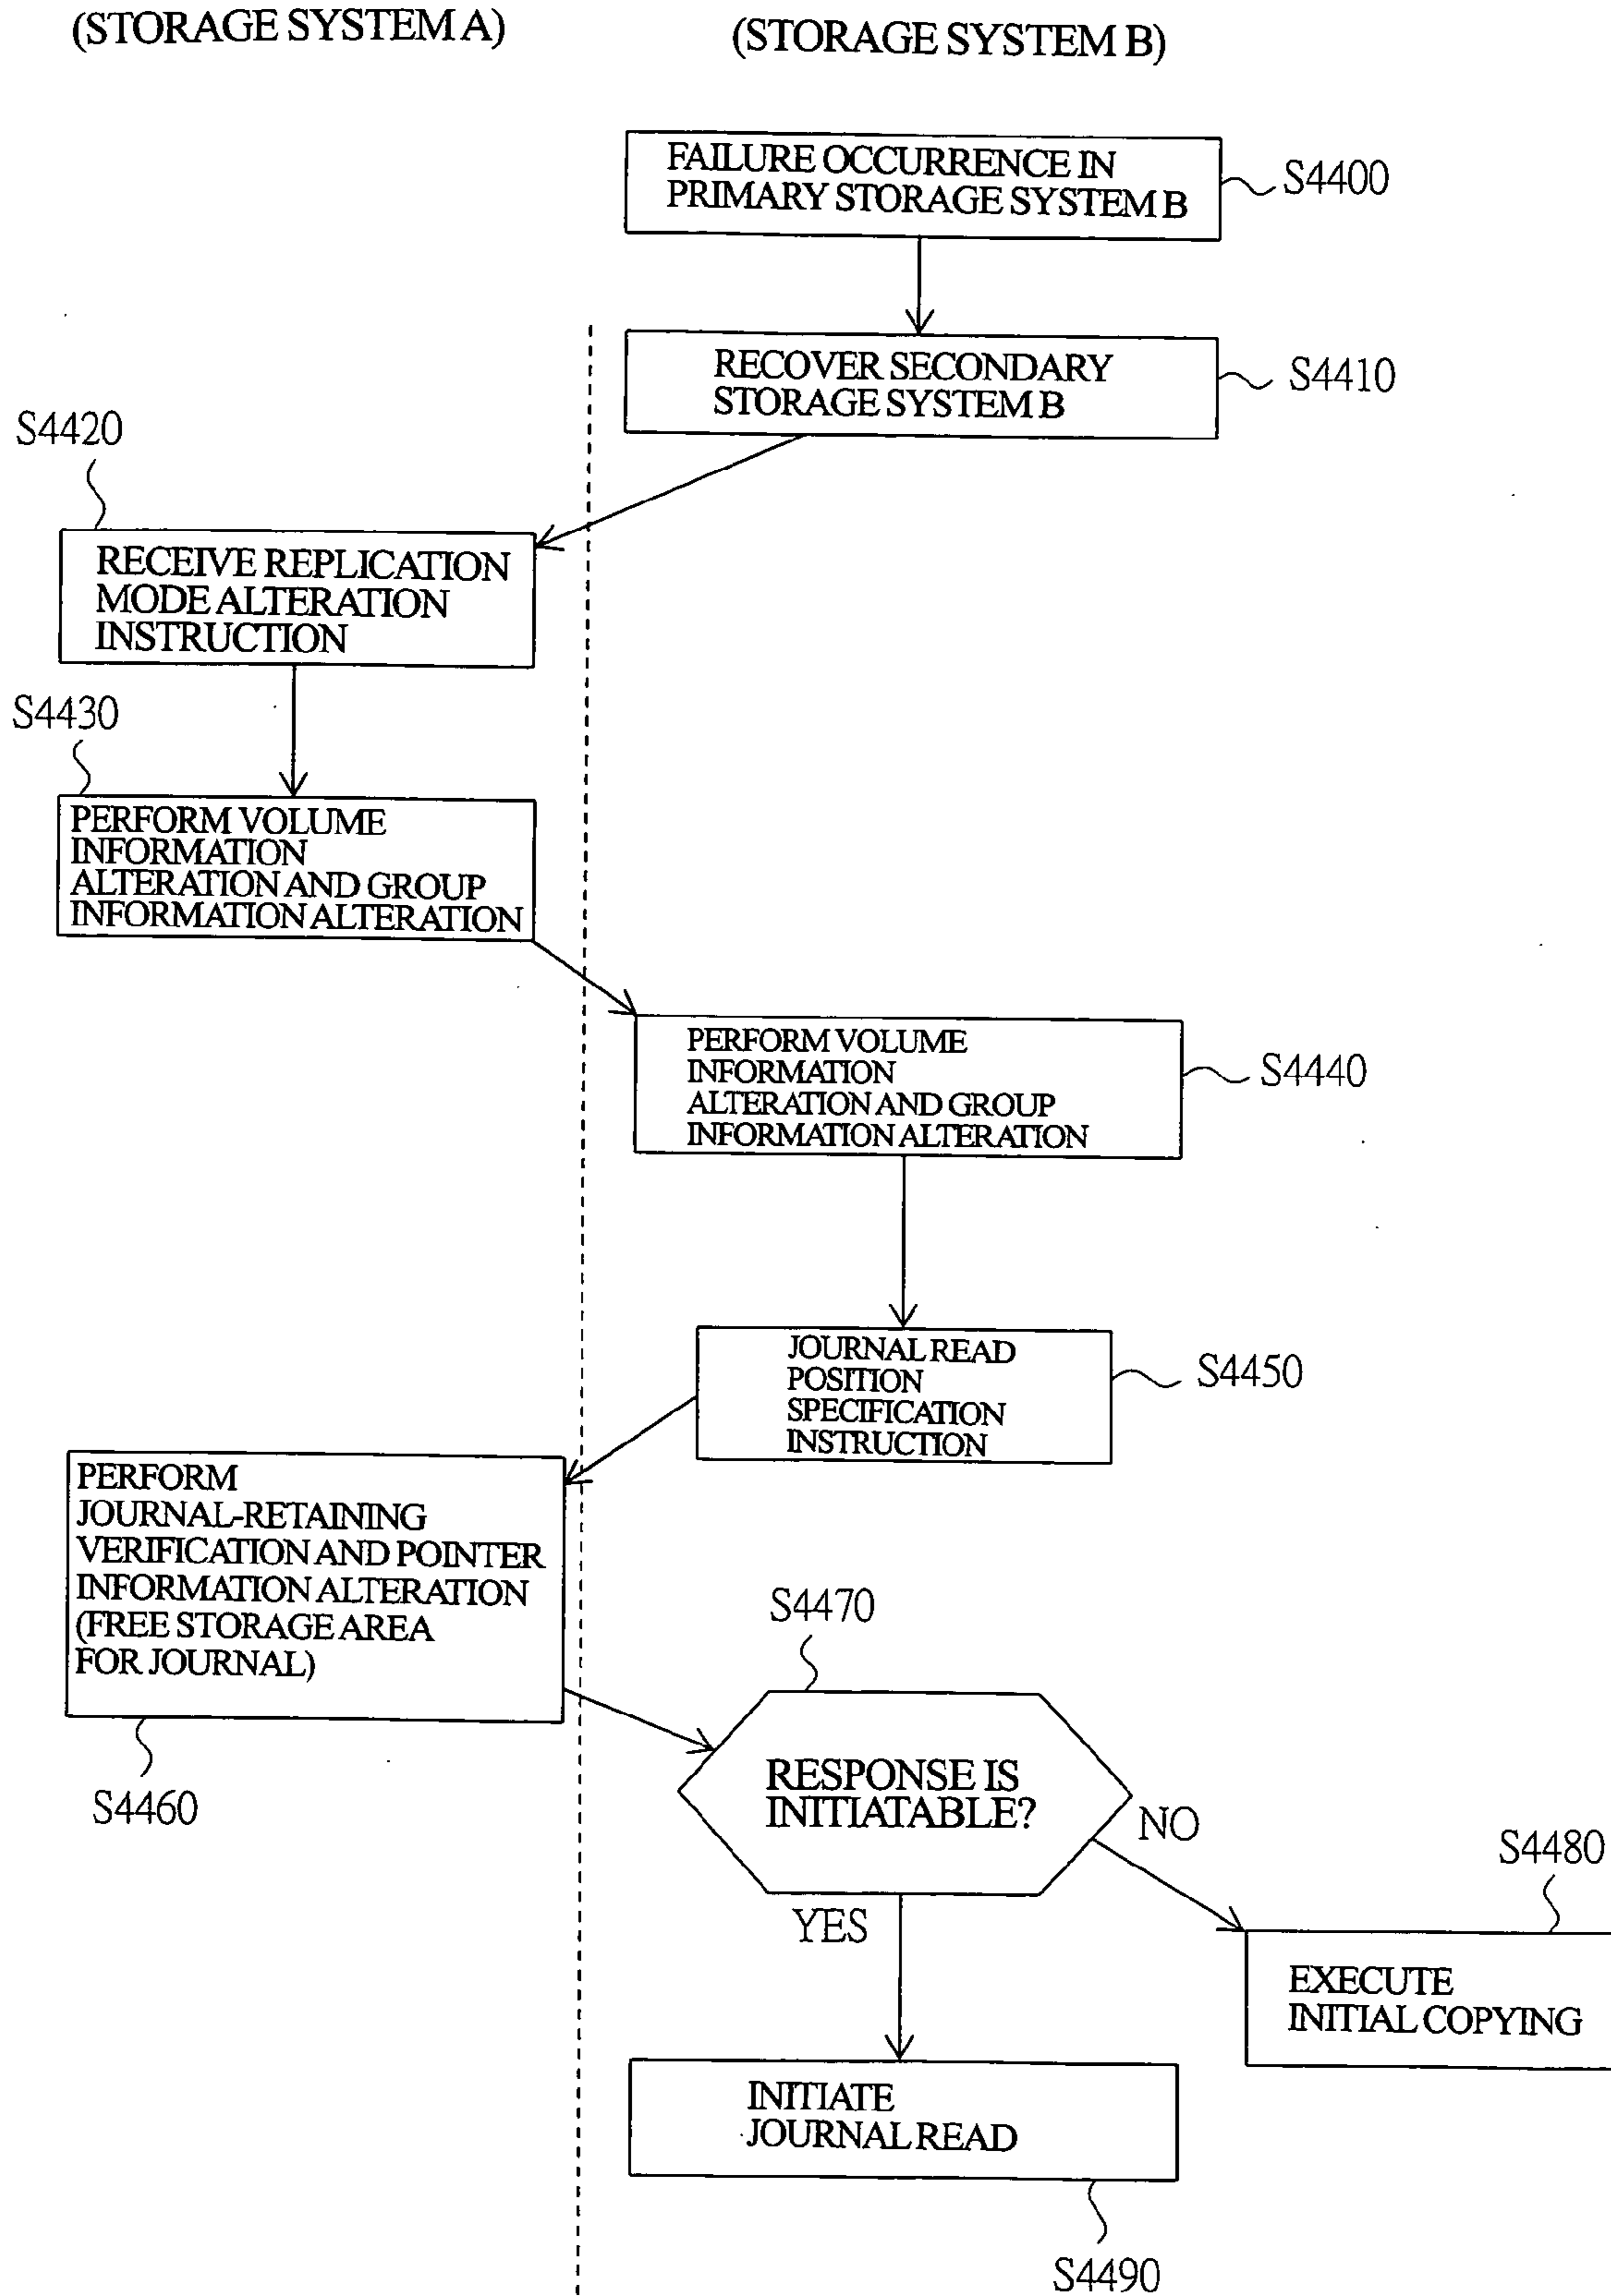 (STORAGE SYSTEM A)
(STORAGE SYSTEM B)
FAILURE OCCURRENCE IN
PRIMARY STORAGE SYSTEM B
S4400
RECOVER SECONDARY
STORAGE SYSTEM B
S4410
S4420
RECEIVE REPLICATION
MODE ALTERATION
INSTRUCTION
S4430
PERFORM VOLUME
INFORMATION
ALTERATION AND GROUP
INFORMATION ALTERATION
PERFORM VOLUME
INFORMATION
ALTERATION AND GROUP
INFORMATION ALTERATION
S4440
JOURNAL READ
POSITION
SPECIFICATION
INSTRUCTION
S4450
PERFORM
JOURNAL-RETAINING
VERIFICATION AND POINTER
INFORMATION ALTERATION
(FREE STORAGE AREA
FOR JOURNAL)
S4460
S4470
RESPONSE IS
INITIATABLE?
NO
YES
S4480
EXECUTE
INITIAL COPYING
INITIATE
JOURNAL READ
S4490